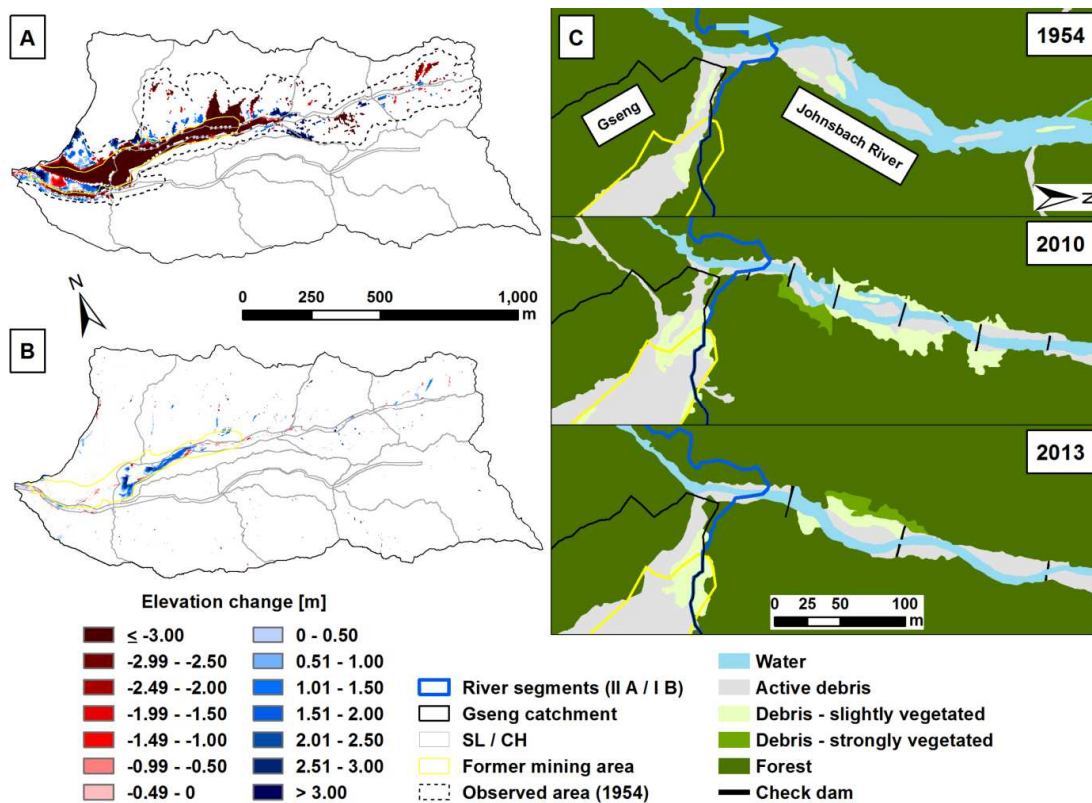 A
N
0 250 500 1,000
m
B
C
1954
Gseng
Johnsbach River
N
2010
2013
0 25 50 100
m
Elevation change [m]
≤ -3.00
-2.99 - -2.50
-2.49 - -2.00
-1.99 - -1.50
-1.49 - -1.00
-0.99 - -0.50
-0.49 - 0
0 - 0.50
0.51 - 1.00
1.01 - 1.50
1.51 - 2.00
2.01 - 2.50
2.51 - 3.00
> 3.00
River segments (II A / I B)
Gseng catchment
SL / CH
Former mining area
Observed area (1954)
Water
Active debris
Debris - slightly vegetated
Debris - strongly vegetated
Forest
Check dam